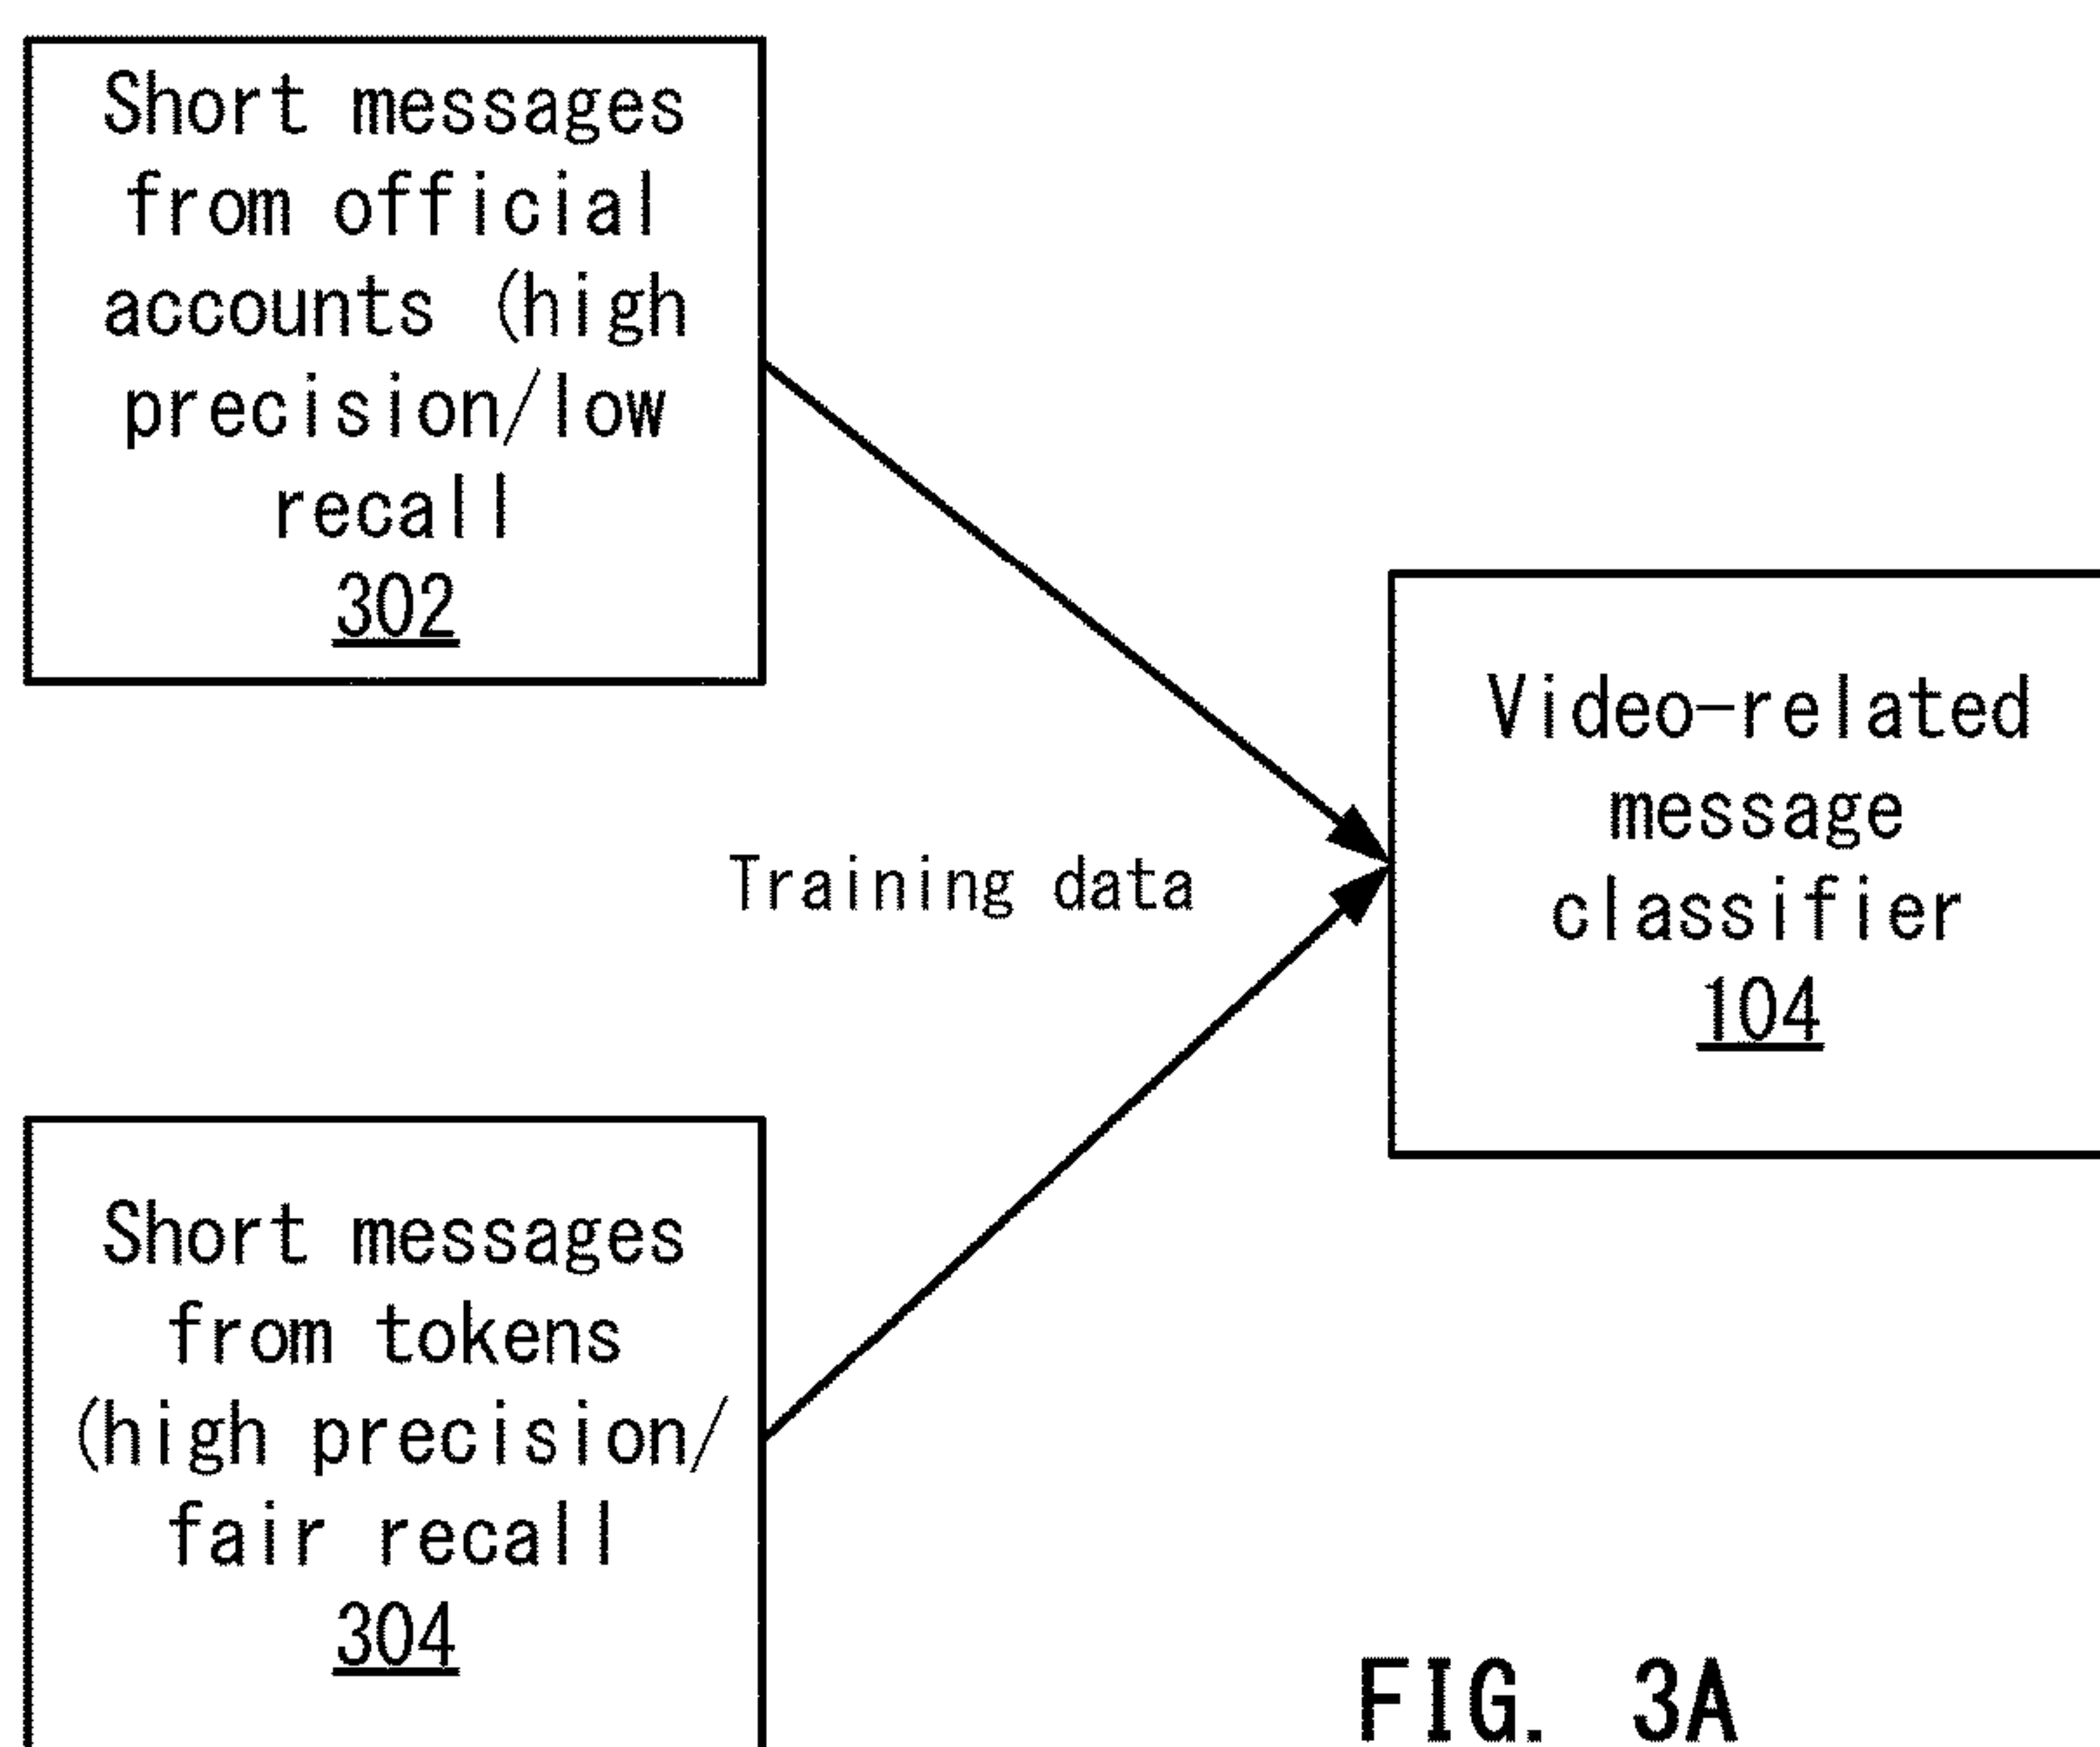 Short messages
from official
accounts (high
precision/low
recall
302
Video-related
message
classifier
104
Training data
Short messages
from tokens
(high precision/
fair recall
304
FIG. 3A